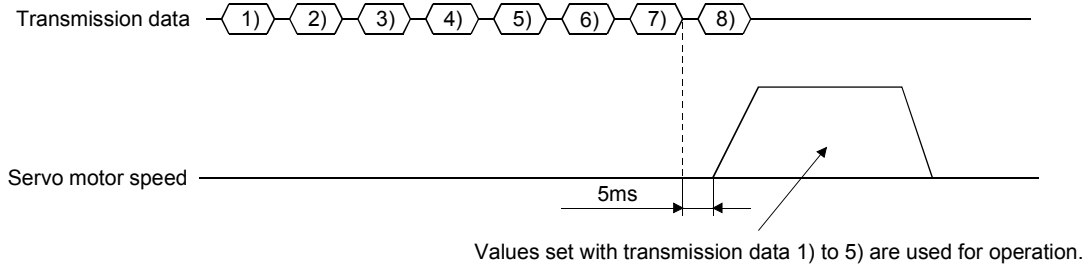 Transmission data 1) 2) 3) 4) 5) 6) 7) 8)
Servo motor speed
5ms
Values set with transmission data 1) to 5) are used for operation.